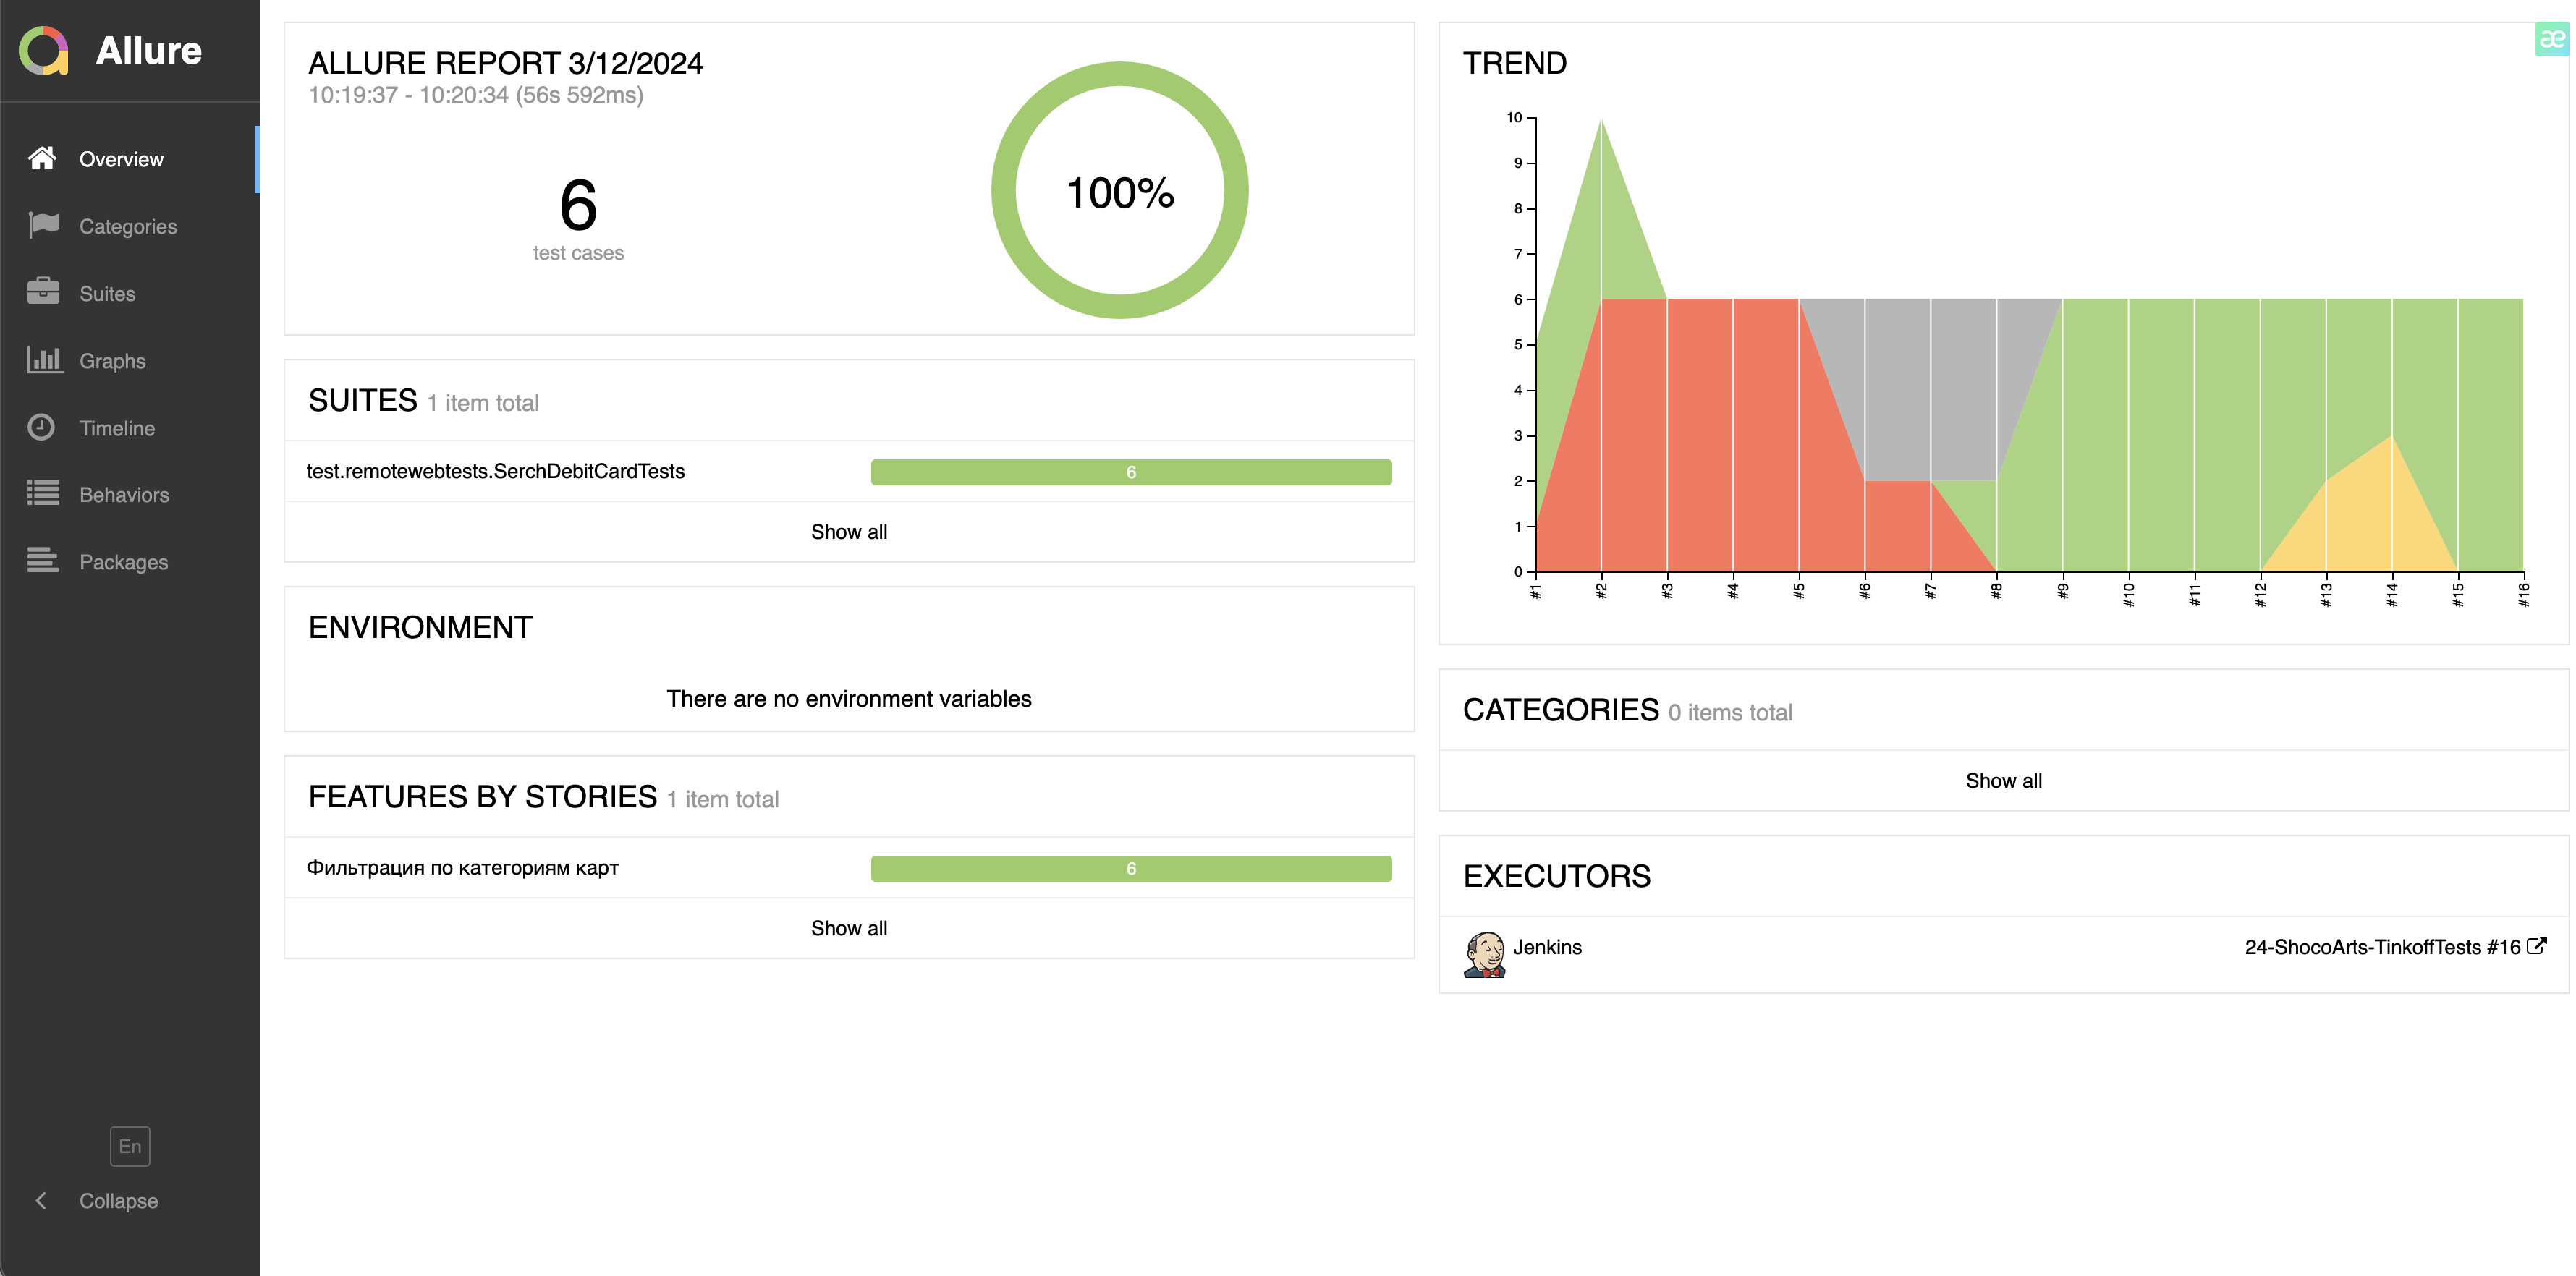 Allure
Overview
Categories
Suites
Graphs
Timeline
Behaviors
Packages
En
Collapse
ALLURE REPORT 3/12/2024
10:19:37 - 10:20:34 (56s 592ms)
6
test cases
100%
SUITES 1 item total
test.remotewebtests.SerchDebitCardTests 6
Show all
ENVIRONMENT
There are no environment variables
FEATURES BY STORIES 1 item total
Фильтрация по категориям карт 6
Show all
TREND
æ
10
9
8
7
6
5
4
3
2
1
0
#1 #2 #3 #4 #5 #6 #7 #8 #9 #10 #11 #12 #13 #14 #15 #16
CATEGORIES 0 items total
Show all
EXECUTORS
Jenkins 24-ShocoArts-TinkoffTests #16